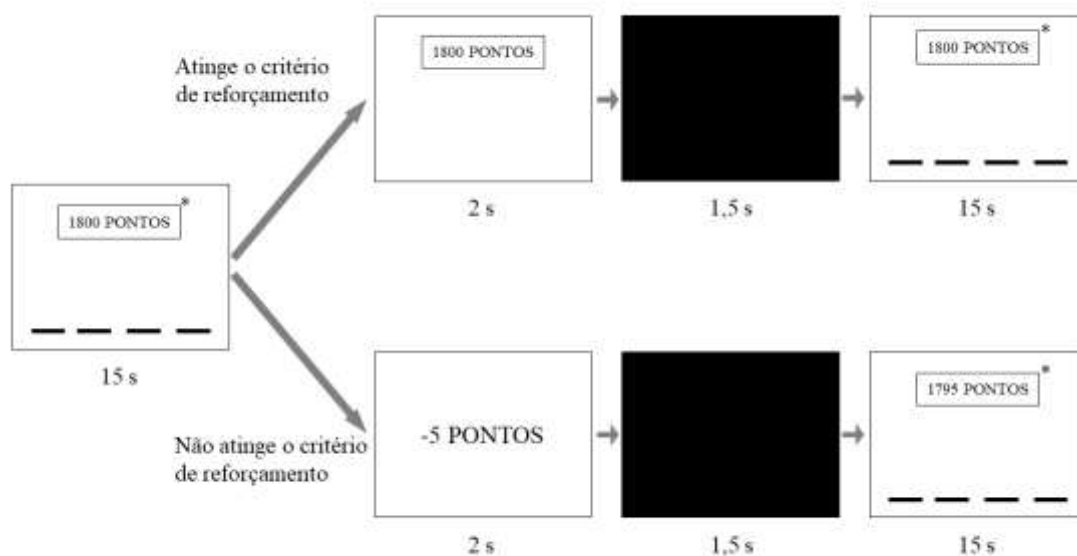 1800 PONTOS
1800 PONTOS*
Atinge o critério
de reforçamento
2 s
1,5 s
15 s
1800 PONTOS*
15 s
1795 PONTOS*
-5 PONTOS
Não atinge o critério
de reforçamento
2 s
1,5 s
15 s